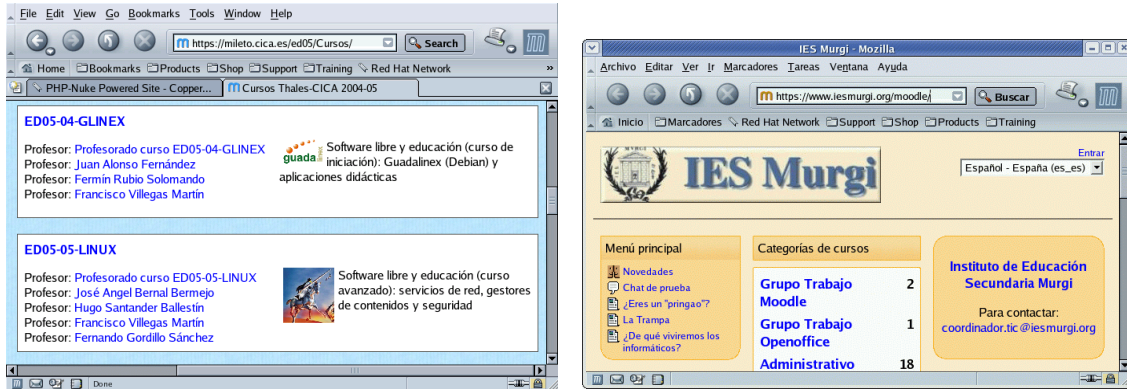 File Edit View Go Bookmarks Tools Window Help
https://mileto.cica.es/ed05/Cursos/
Search
Home Bookmarks Products Shop Support Training Red Hat Network »
PHP-Nuke Powered Site - Copper...
Cursos Thales-CICA 2004-05
ED05-04-GLINEX
Profesor: Profesorado curso ED05-04-GLINEX
Profesor: Juan Alonso Fernández
Profesor: Fermín Rubio Solomando
Profesor: Francisco Villegas Martín
guada
Software libre y educación (curso de
iniciación): Guadalinex (Debian) y
aplicaciones didácticas
ED05-05-LINUX
Profesor: Profesorado curso ED05-05-LINUX
Profesor: José Angel Bernal Bermejo
Profesor: Hugo Santander Ballestín
Profesor: Francisco Villegas Martín
Profesor: Fernando Gordillo Sánchez
Software libre y educación (curso
avanzado): servicios de red, gestores
de contenidos y seguridad
Done
IES Murgi - Mozilla
Archivo Editar Ver Ir Marcadores Tareas Ventana Ayuda
https://www.iesmurgi.org/moodle/
Buscar
Inicio Marcadores Red Hat Network Support Shop Products Training
IES Murgi
Entrar
Español - España (es_es)
Menú principal
Novedades
Chat de prueba
¿Eres un "pringao"?
La Trampa
¿De qué viviremos los
informáticos?
Categorías de cursos
Grupo Trabajo 2
Moodle
Grupo Trabajo 1
Openoffice
Administrativo 18
Instituto de Educación
Secundaria Murgi
Para contactar:
coordinador.tic@iesmurgi.org